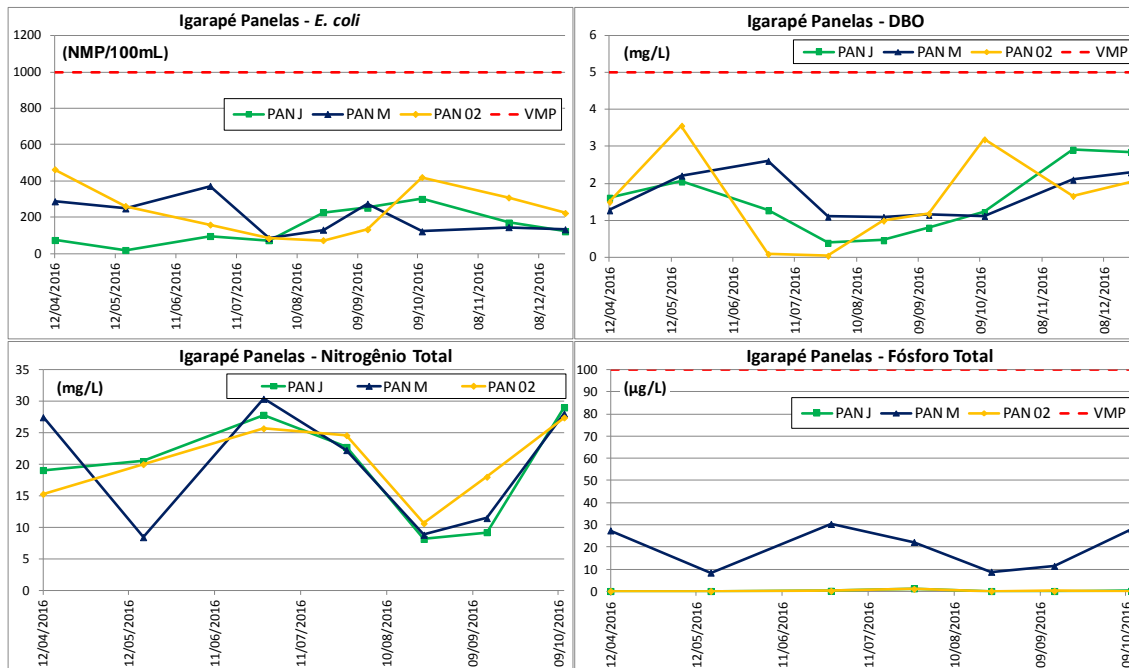 Igarapé Panelas - E. coli
(NMP/100mL)
1200
1000
800
600
400
200
0
PAN J PAN M PAN 02 VMP
12/04/2016 12/05/2016 11/06/2016 11/07/2016 10/08/2016 09/09/2016 09/10/2016 08/11/2016 08/12/2016
Igarapé Panelas - DBO
(mg/L)
PAN J PAN M PAN 02 VMP
6
5
4
3
2
1
0
12/04/2016 12/05/2016 11/06/2016 11/07/2016 10/08/2016 09/09/2016 09/10/2016 08/11/2016 08/12/2016
Igarapé Panelas - Nitrogênio Total
(mg/L)
PAN J PAN M PAN 02
35
30
25
20
15
10
5
0
12/04/2016 12/05/2016 11/06/2016 11/07/2016 10/08/2016 09/09/2016 09/10/2016
Igarapé Panelas - Fósforo Total
(µg/L)
PAN J PAN M PAN 02 VMP
100
90
80
70
60
50
40
30
20
10
0
12/04/2016 12/05/2016 11/06/2016 11/07/2016 10/08/2016 09/09/2016 09/10/2016